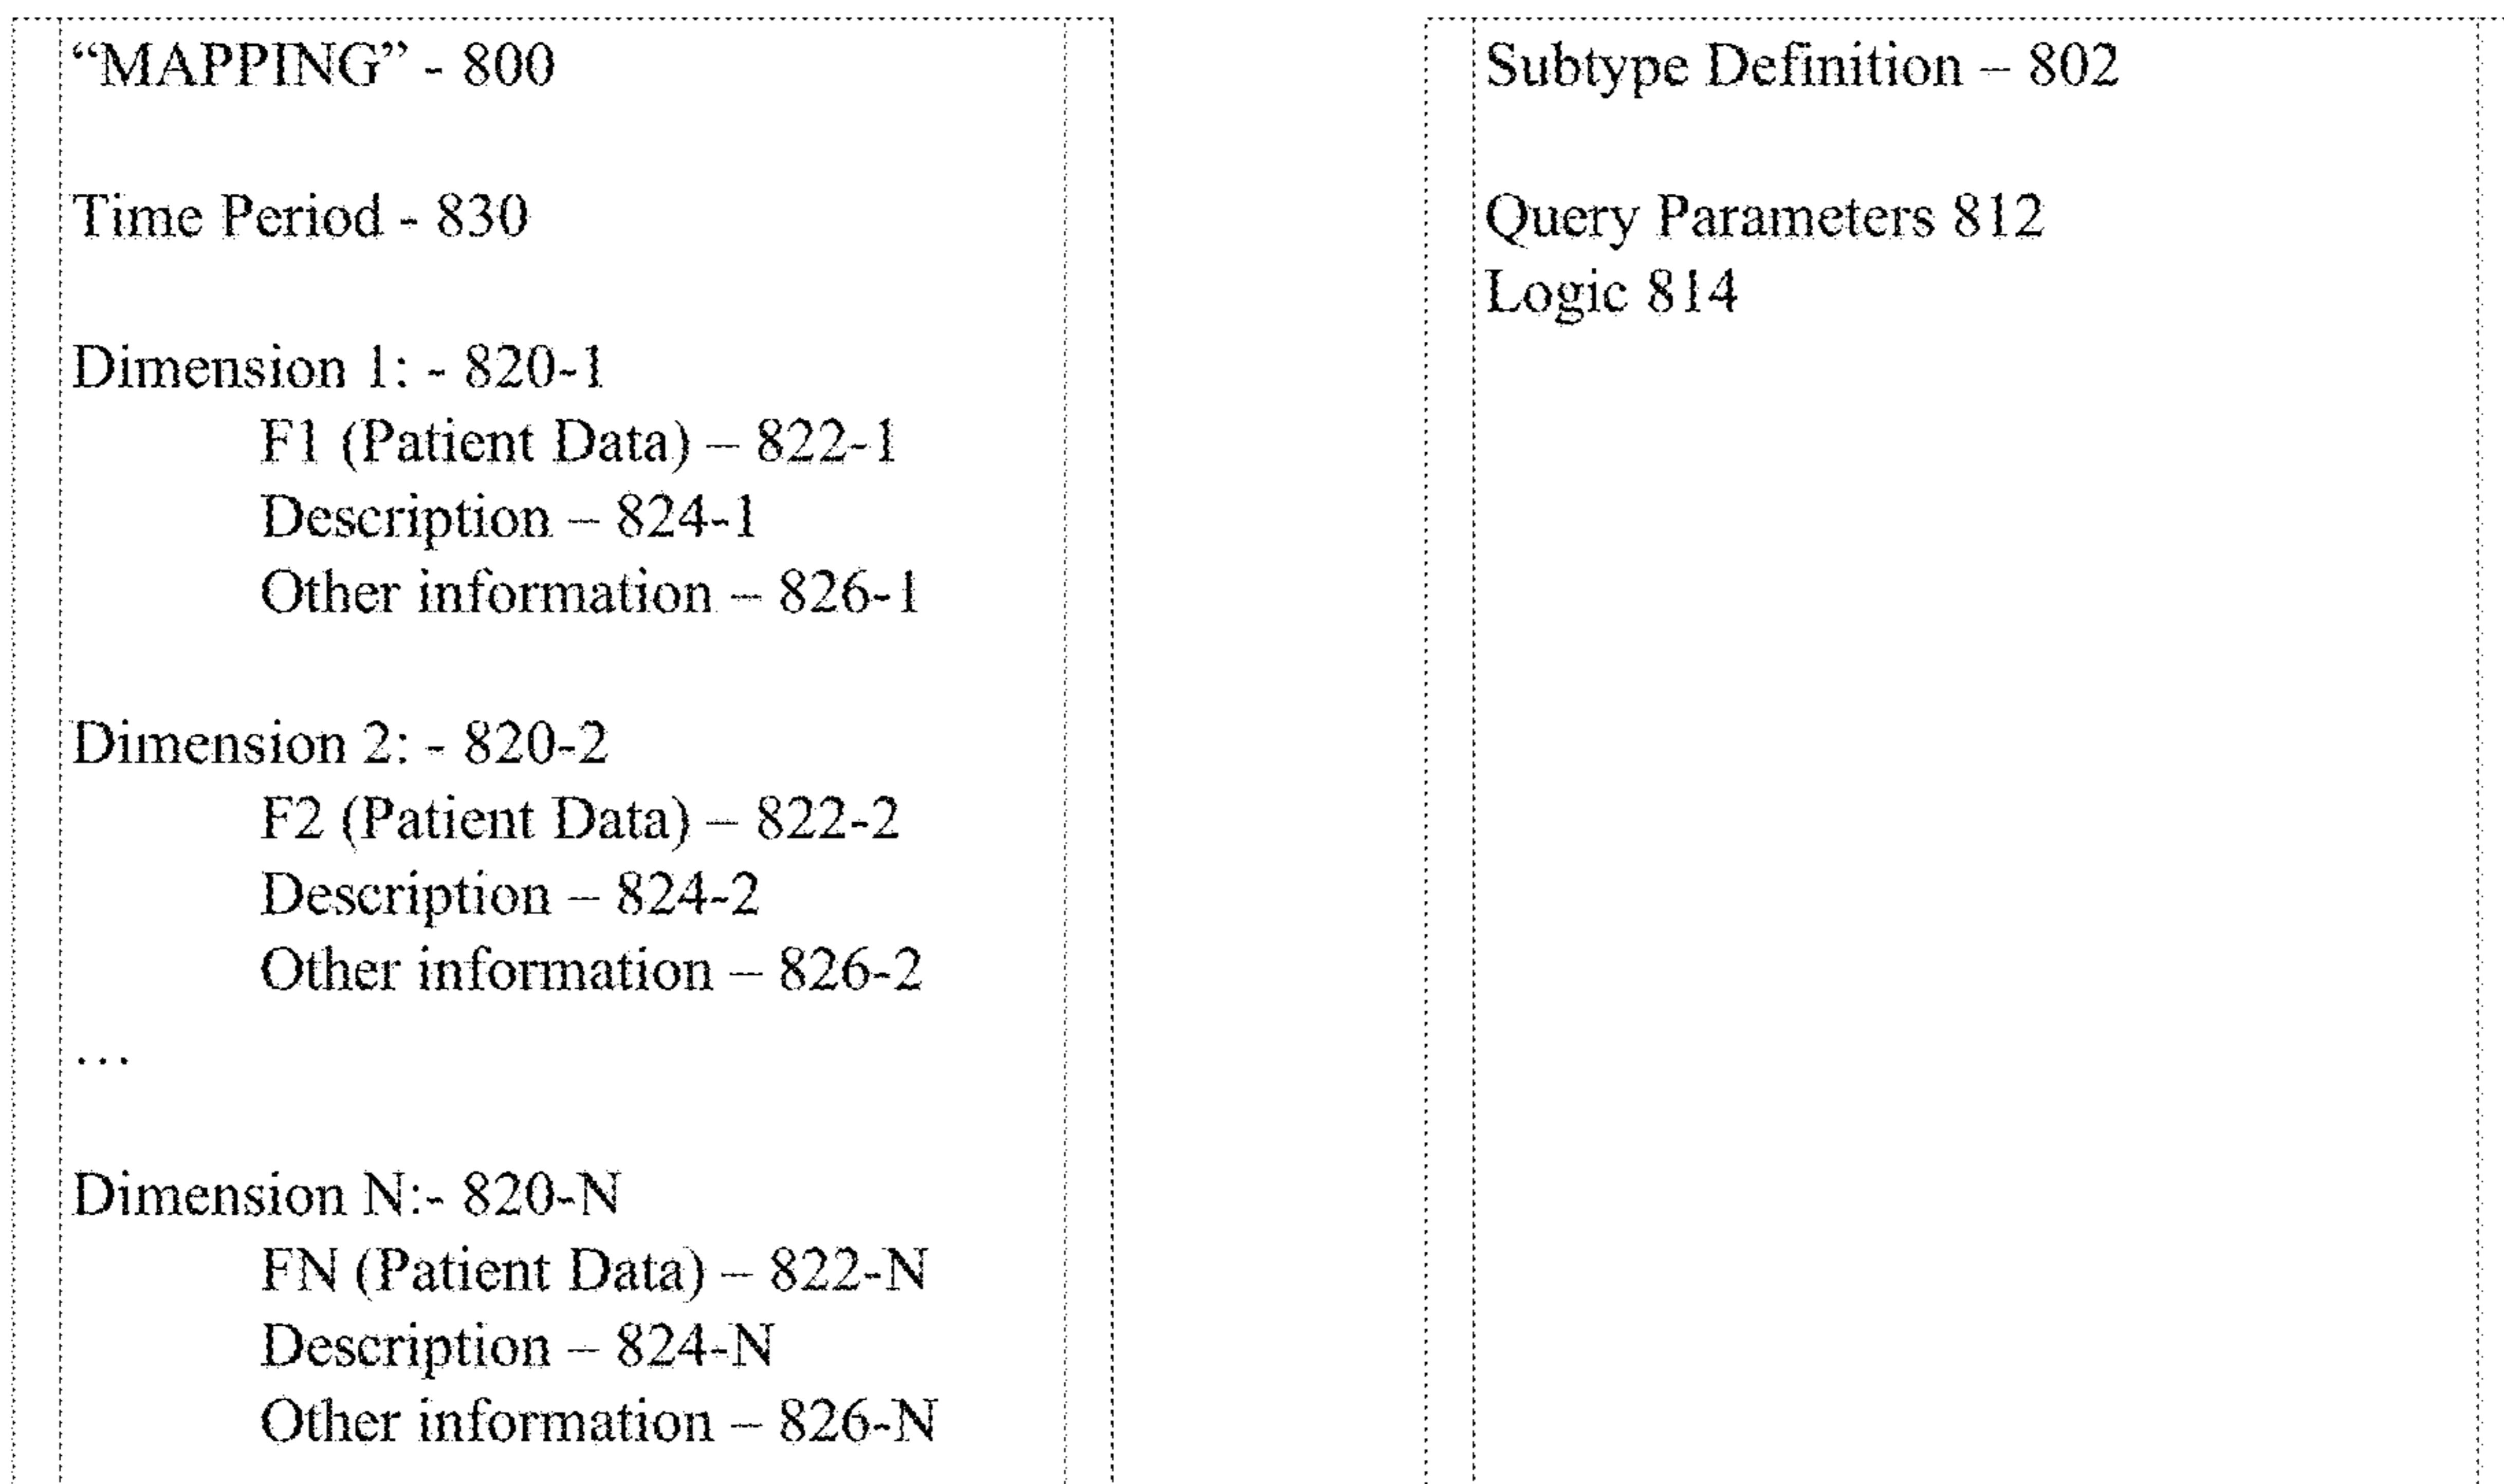 “MAPPING” - 800
Time Period - 830
Dimension 1: - 820-1
F1 (Patient Data) – 822-1
Description – 824-1
Other information – 826-1
Dimension 2: - 820-2
F2 (Patient Data) – 822-2
Description – 824-2
Other information – 826-2
...
Dimension N:- 820-N
FN (Patient Data) – 822-N
Description – 824-N
Other information – 826-N
Subtype Definition – 802
Query Parameters 812
Logic 814